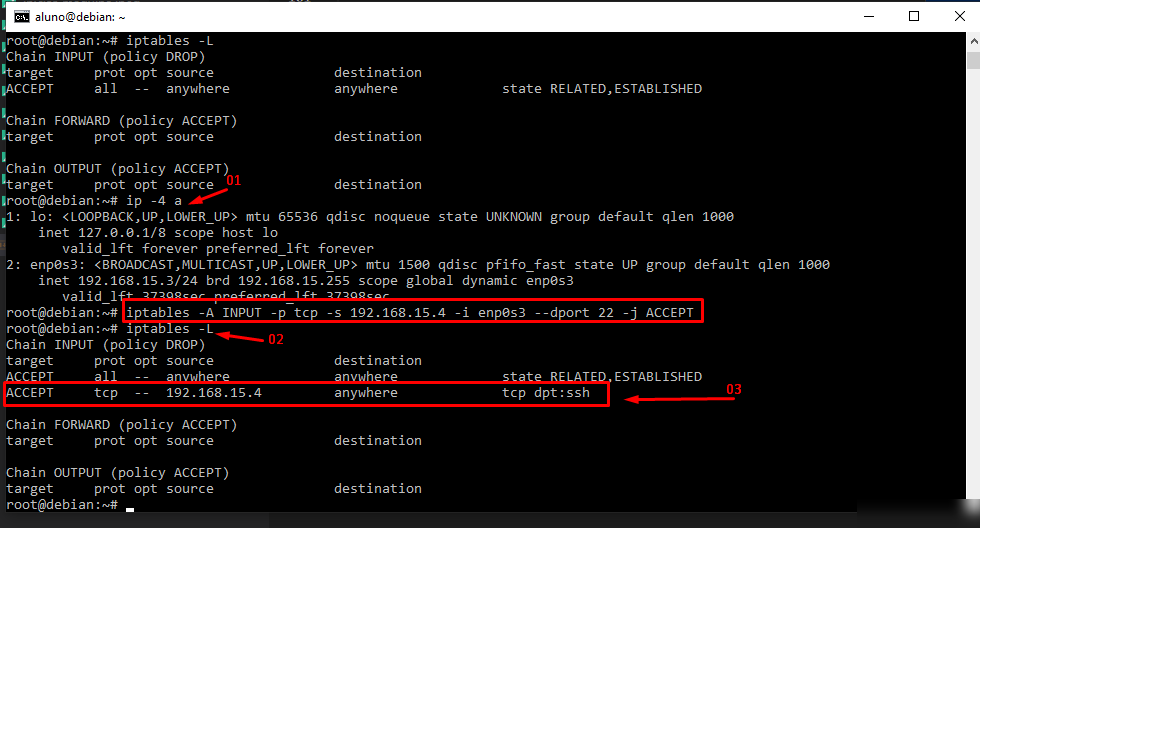 aluno@debian: ~
root@debian:~# iptables -L
Chain INPUT (policy DROP)
target     prot opt source               destination
ACCEPT     all  --  anywhere             anywhere             state RELATED,ESTABLISHED
Chain FORWARD (policy ACCEPT)
target     prot opt source               destination
Chain OUTPUT (policy ACCEPT)
target     prot opt source               destination
01
root@debian:~# ip -4 a
1: lo: <LOOPBACK,UP,LOWER_UP> mtu 65536 qdisc noqueue state UNKNOWN group default qlen 1000
    inet 127.0.0.1/8 scope host lo
       valid_lft forever preferred_lft forever
2: enp0s3: <BROADCAST,MULTICAST,UP,LOWER_UP> mtu 1500 qdisc pfifo_fast state UP group default qlen 1000
    inet 192.168.15.3/24 brd 192.168.15.255 scope global dynamic enp0s3
       valid_lft 37398sec preferred_lft 37398sec
root@debian:~# iptables -A INPUT -p tcp -s 192.168.15.4 -i enp0s3 --dport 22 -j ACCEPT
root@debian:~# iptables -L
02
Chain INPUT (policy DROP)
target     prot opt source               destination
ACCEPT     all  --  anywhere             anywhere             state RELATED,ESTABLISHED
ACCEPT     tcp  --  192.168.15.4         anywhere             tcp dpt:ssh
03
Chain FORWARD (policy ACCEPT)
target     prot opt source               destination
Chain OUTPUT (policy ACCEPT)
target     prot opt source               destination
root@debian:~#